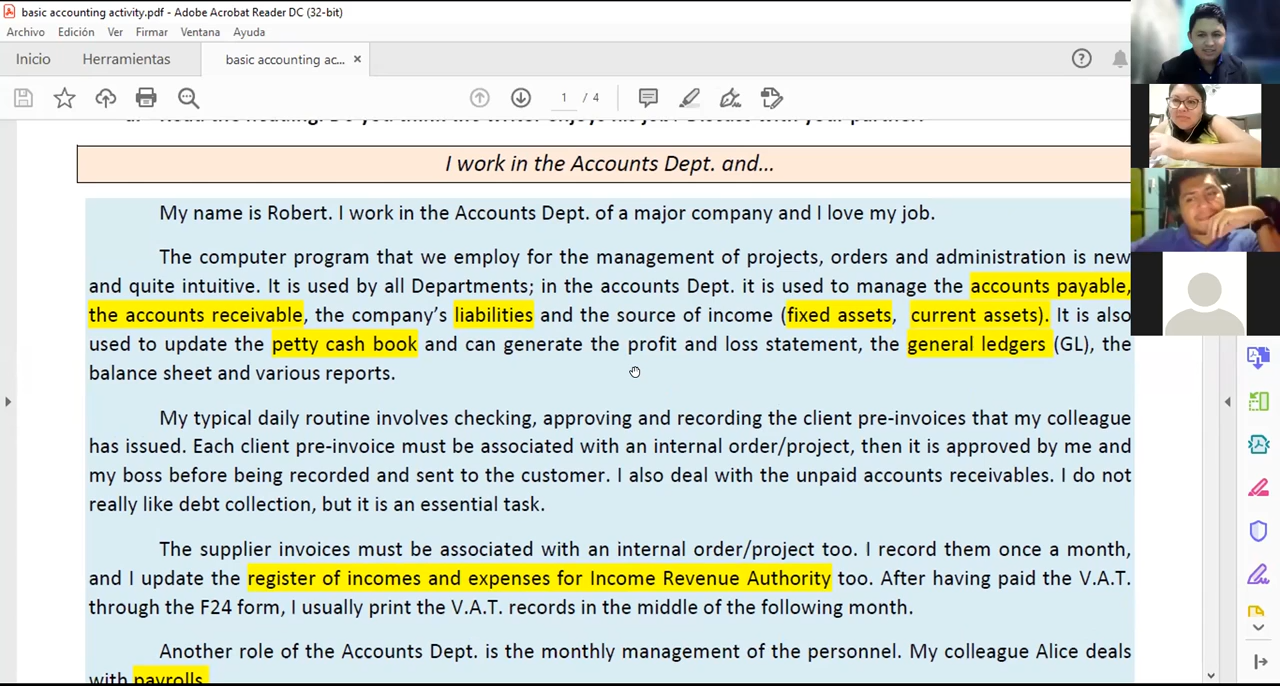 basic accounting activity.pdf - Adobe Acrobat Reader DC (32-bit)
Archivo Edición Ver Firmar Ventana Ayuda
Inicio Herramientas basic accounting ac... ×
1 / 4
I work in the Accounts Dept. and...
My name is Robert. I work in the Accounts Dept. of a major company and I love my job.
The computer program that we employ for the management of projects, orders and administration is new
and quite intuitive. It is used by all Departments; in the accounts Dept. it is used to manage the accounts payable,
the accounts receivable, the company's liabilities and the source of income (fixed assets, current assets). It is also
used to update the petty cash book and can generate the profit and loss statement, the general ledgers (GL), the
balance sheet and various reports.
My typical daily routine involves checking, approving and recording the client pre-invoices that my colleague
has issued. Each client pre-invoice must be associated with an internal order/project, then it is approved by me and
my boss before being recorded and sent to the customer. I also deal with the unpaid accounts receivables. I do not
really like debt collection, but it is an essential task.
The supplier invoices must be associated with an internal order/project too. I record them once a month,
and I update the register of incomes and expenses for Income Revenue Authority too. After having paid the V.A.T.
through the F24 form, I usually print the V.A.T. records in the middle of the following month.
Another role of the Accounts Dept. is the monthly management of the personnel. My colleague Alice deals
with payrolls.